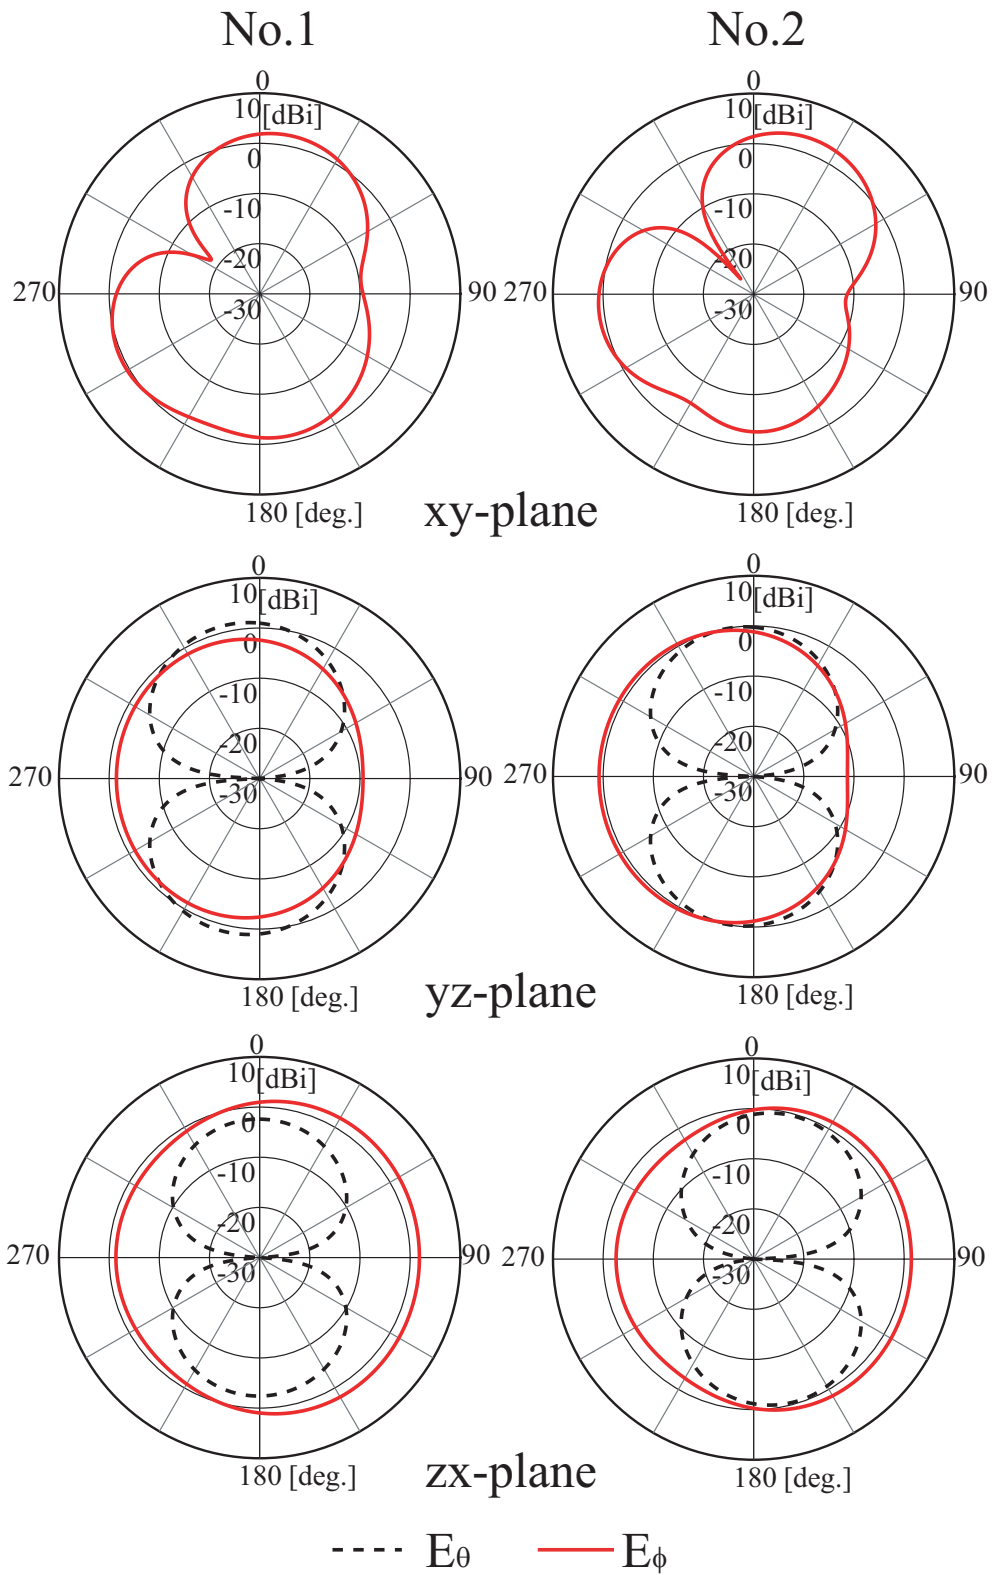 No.1 No.2
0 0
10 [dBi] 10 [dBi]
0 0
-10 -10
-20 -20
270 -30 90 270 -30 90
180 [deg.] 180 [deg.]
xy-plane
0 0
10 [dBi] 10 [dBi]
0 0
-10 -10
-20 -20
270 -30 90 270 -30 90
180 [deg.] 180 [deg.]
yz-plane
0 0
10 [dBi] 10 [dBi]
0 0
-10 -10
-20 -20
270 -30 90 270 -30 90
180 [deg.] 180 [deg.]
zx-plane
Eθ Eϕ